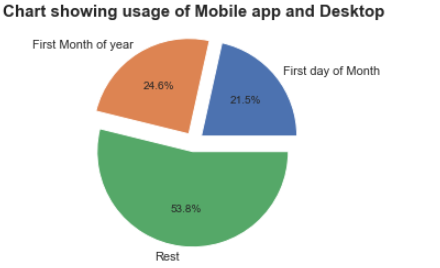 Chart showing usage of Mobile app and Desktop
First Month of year
First day of Month
24.6%
21.5%
53.8%
Rest